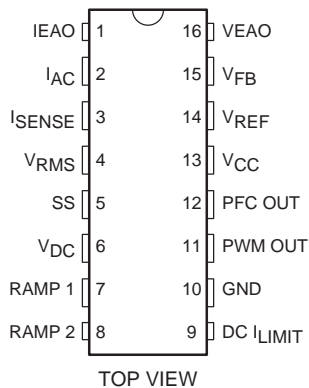 IEAO 1 16 VEAO
IAC 2 15 VFB
ISENSE 3 14 VREF
VRMS 4 13 VCC
SS 5 12 PFC OUT
VDC 6 11 PWM OUT
RAMP 1 7 10 GND
RAMP 2 8 9 DC ILIMIT
TOP VIEW